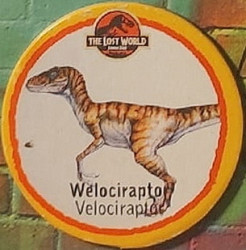 THE LOST WORLD
JURASSIC PARK
Welociraptor
Velociraptor